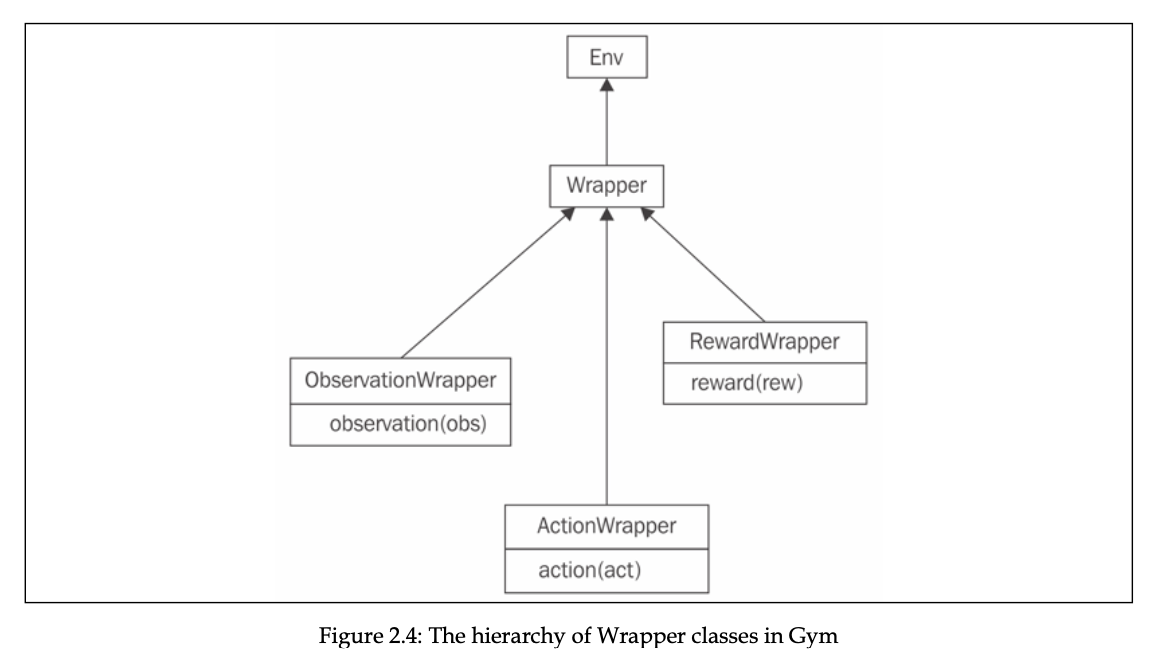 Env
Wrapper
RewardWrapper
reward(rew)
ObservationWrapper
observation(obs)
ActionWrapper
action(act)
Figure 2.4: The hierarchy of Wrapper classes in Gym